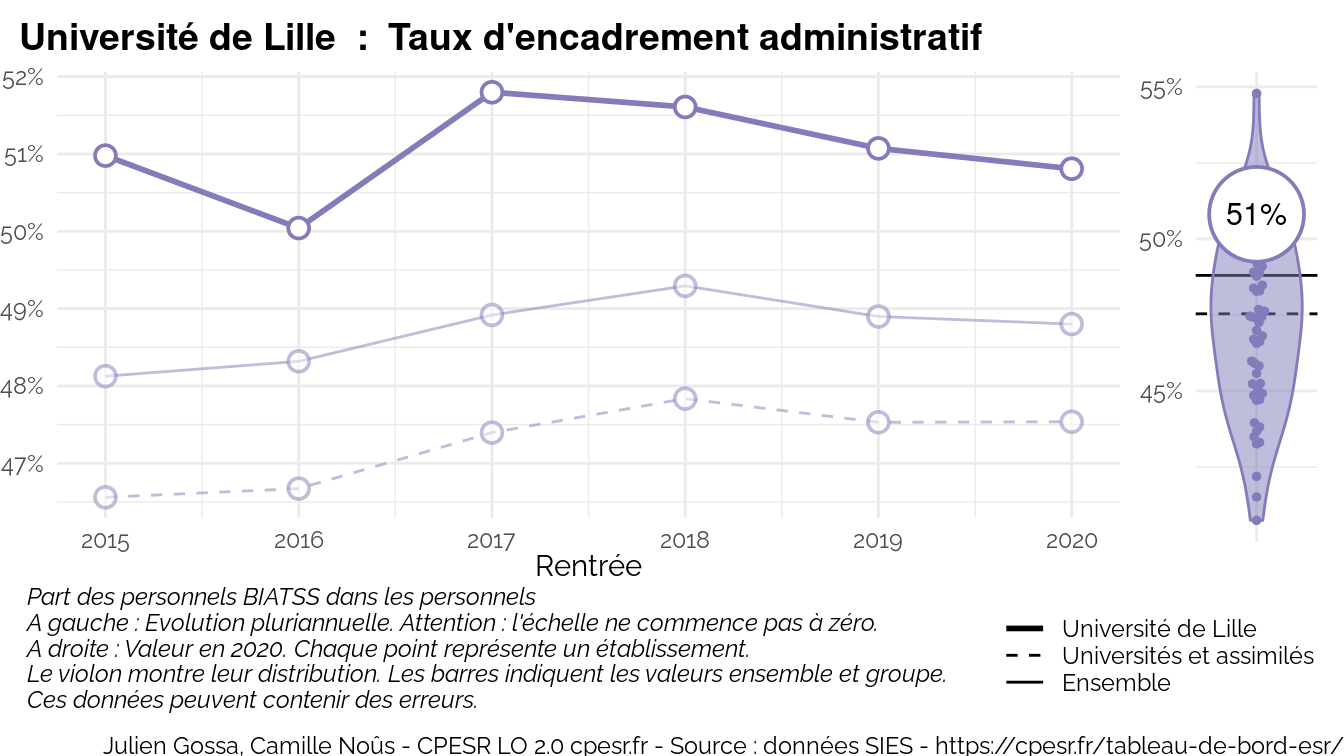 Université de Lille : Taux d'encadrement administratif
52%
51%
50%
49%
48%
47%
2015 2016 2017 2018 2019 2020
Rentrée
55%
50%
45%
51%
Part des personnels BIATSS dans les personnels
A gauche : Evolution pluriannuelle. Attention : l'échelle ne commence pas à zéro.
A droite : Valeur en 2020. Chaque point représente un établissement.
Le violon montre leur distribution. Les barres indiquent les valeurs ensemble et groupe.
Ces données peuvent contenir des erreurs.
Université de Lille
Universités et assimilés
Ensemble
Julien Gossa, Camille Noûs - CPESR LO 2.0 cpesr.fr - Source : données SIES - https://cpesr.fr/tableau-de-bord-esr/